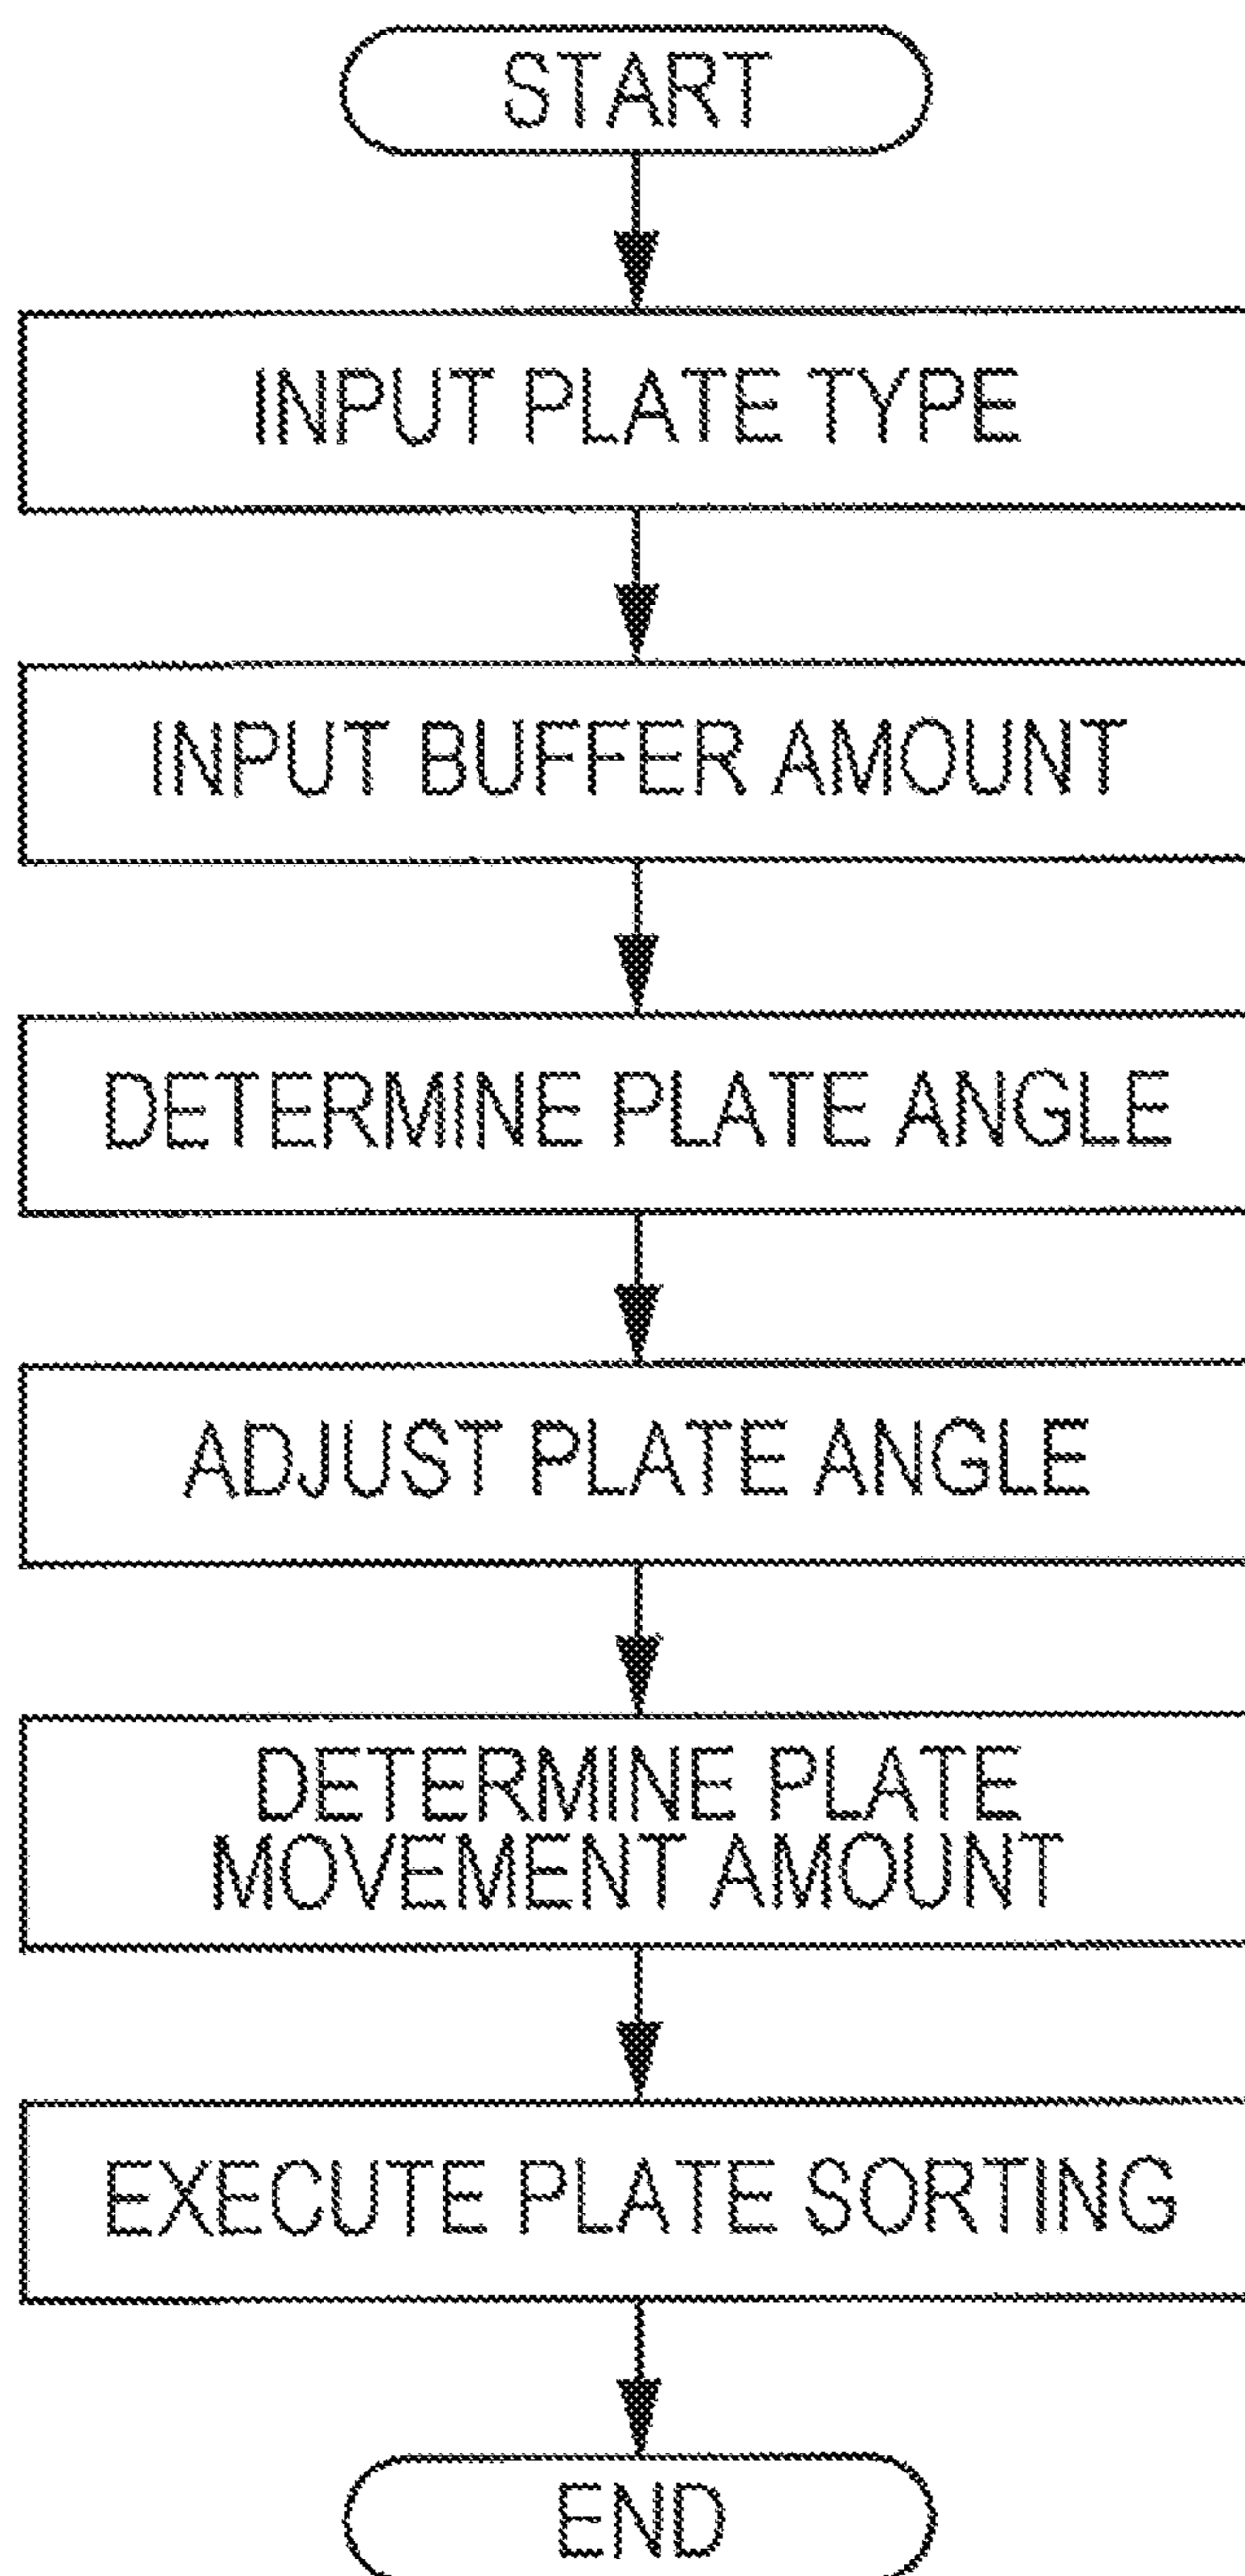 START
INPUT PLATE TYPE
INPUT BUFFER AMOUNT
DETERMINE PLATE ANGLE
ADJUST PLATE ANGLE
DETERMINE PLATE
MOVEMENT AMOUNT
EXECUTE PLATE SORTING
END